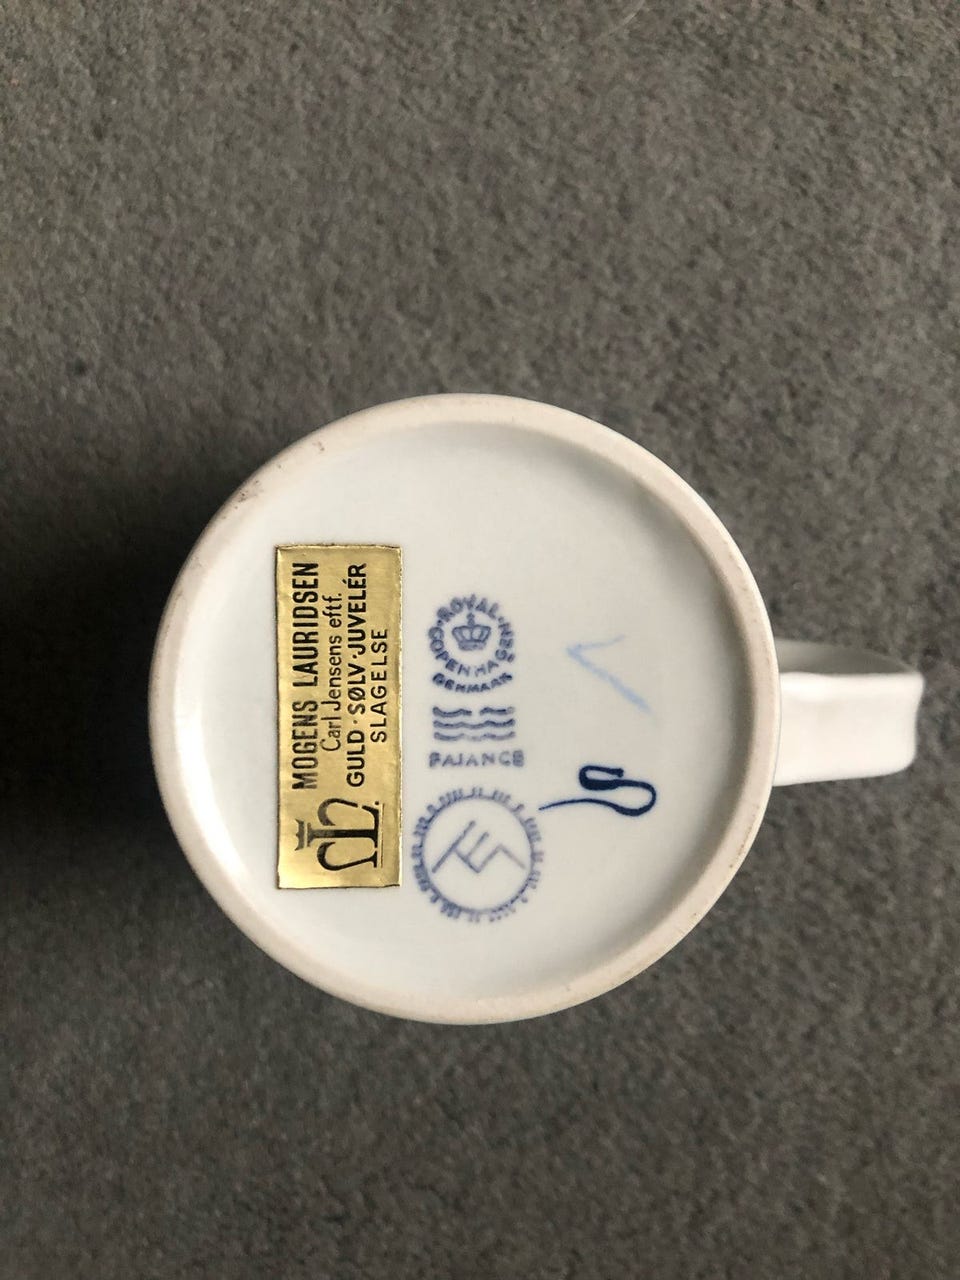 MOGENS LAURIDSEN
Carl Jensens eftf.
GULD · SØLV · JUVELÉR
SLAGELSE
ROYAL
COPENHAGEN
DENMARK
FAJANCE